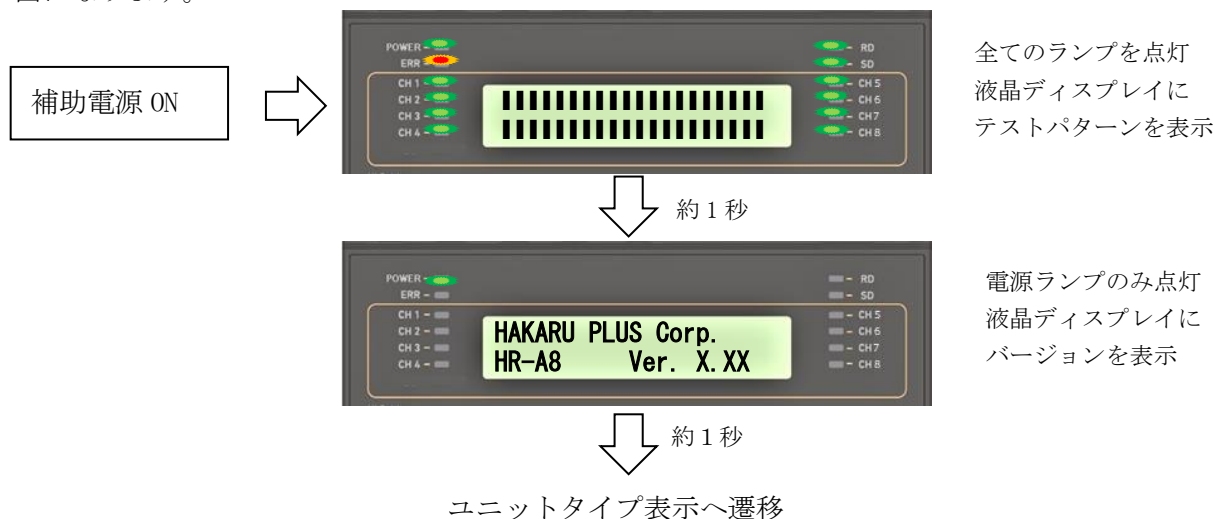 補助電源 ON
POWER
ERR
CH 1
CH 2
CH 3
CH 4
RD
SD
CH 5
CH 6
CH 7
CH 8
全てのランプを点灯
液晶ディスプレイに
テストパターンを表示
約1秒
POWER
ERR
CH 1
CH 2
CH 3
CH 4
HAKARU PLUS Corp.
HR-A8 Ver. X.XX
RD
SD
CH 5
CH 6
CH 7
CH 8
電源ランプのみ点灯
液晶ディスプレイに
バージョンを表示
約1秒
ユニットタイプ表示へ遷移